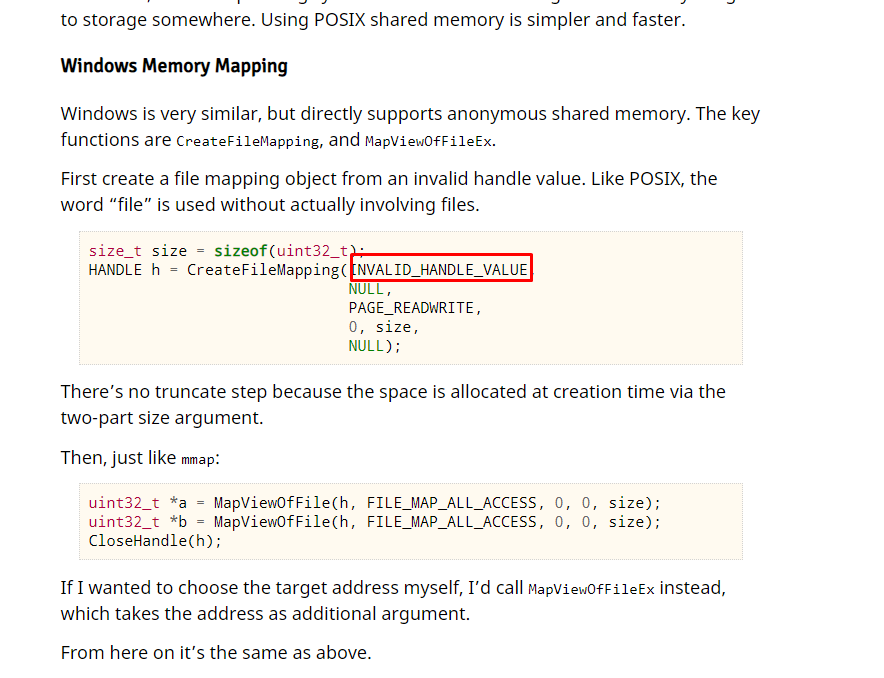 to storage somewhere. Using POSIX shared memory is simpler and faster.
Windows Memory Mapping
Windows is very similar, but directly supports anonymous shared memory. The key
functions are CreateFileMapping, and MapViewOfFileEx.
First create a file mapping object from an invalid handle value. Like POSIX, the
word “file” is used without actually involving files.
size_t size = sizeof(uint32_t);
HANDLE h = CreateFileMapping(INVALID_HANDLE_VALUE,
NULL,
PAGE_READWRITE,
0, size,
NULL);
There’s no truncate step because the space is allocated at creation time via the
two-part size argument.
Then, just like mmap:
uint32_t *a = MapViewOfFile(h, FILE_MAP_ALL_ACCESS, 0, 0, size);
uint32_t *b = MapViewOfFile(h, FILE_MAP_ALL_ACCESS, 0, 0, size);
CloseHandle(h);
If I wanted to choose the target address myself, I’d call MapViewOfFileEx instead,
which takes the address as additional argument.
From here on it’s the same as above.